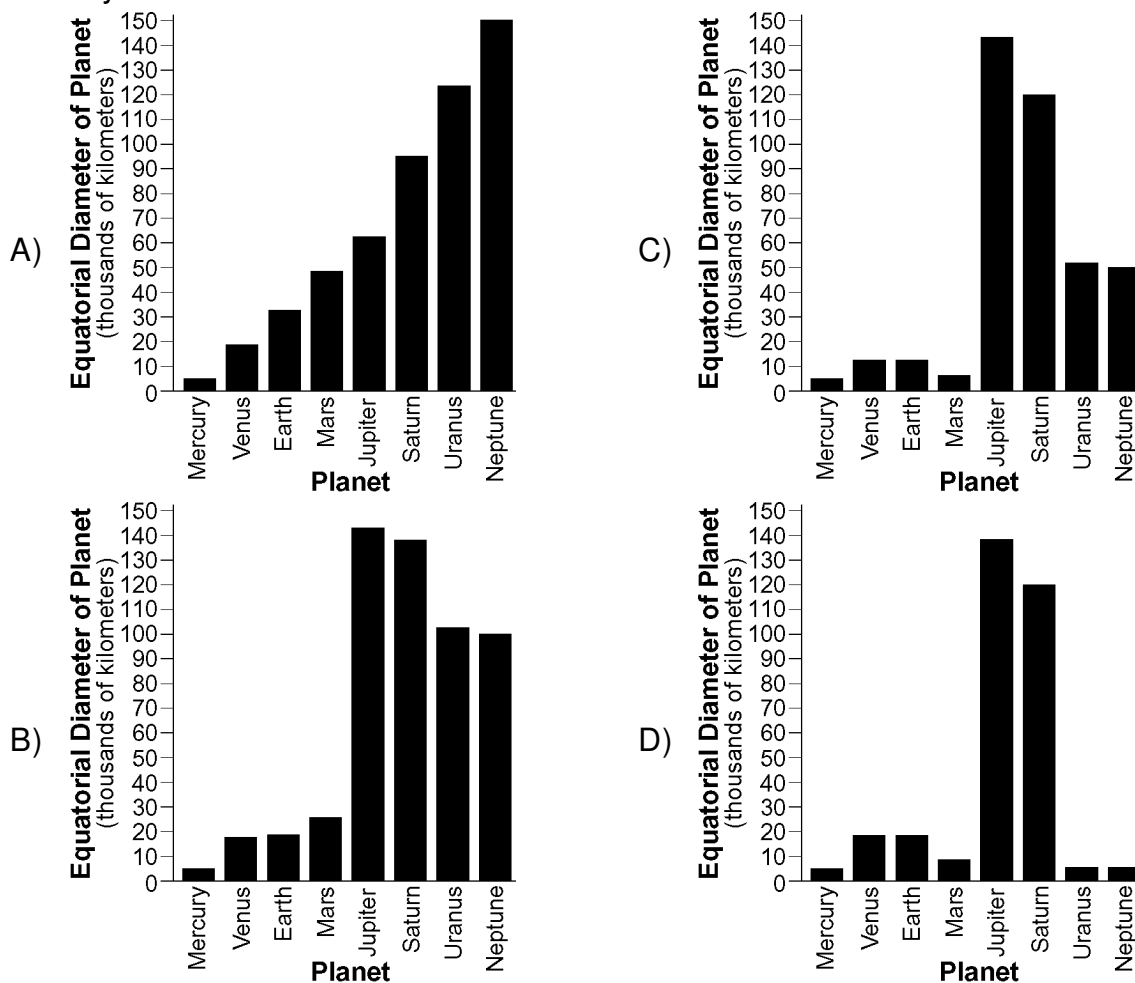 A)
Equatorial Diameter of Planet
(thousands of kilometers)
150
140
130
120
110
100
90
80
70
60
50
40
30
20
10
0
Mercury
Venus
Earth
Mars
Jupiter
Saturn
Uranus
Neptune
Planet
B)
Equatorial Diameter of Planet
(thousands of kilometers)
150
140
130
120
110
100
90
80
70
60
50
40
30
20
10
0
Mercury
Venus
Earth
Mars
Jupiter
Saturn
Uranus
Neptune
Planet
C)
Equatorial Diameter of Planet
(thousands of kilometers)
150
140
130
120
110
100
90
80
70
60
50
40
30
20
10
0
Mercury
Venus
Earth
Mars
Jupiter
Saturn
Uranus
Neptune
Planet
D)
Equatorial Diameter of Planet
(thousands of kilometers)
150
140
130
120
110
100
90
80
70
60
50
40
30
20
10
0
Mercury
Venus
Earth
Mars
Jupiter
Saturn
Uranus
Neptune
Planet